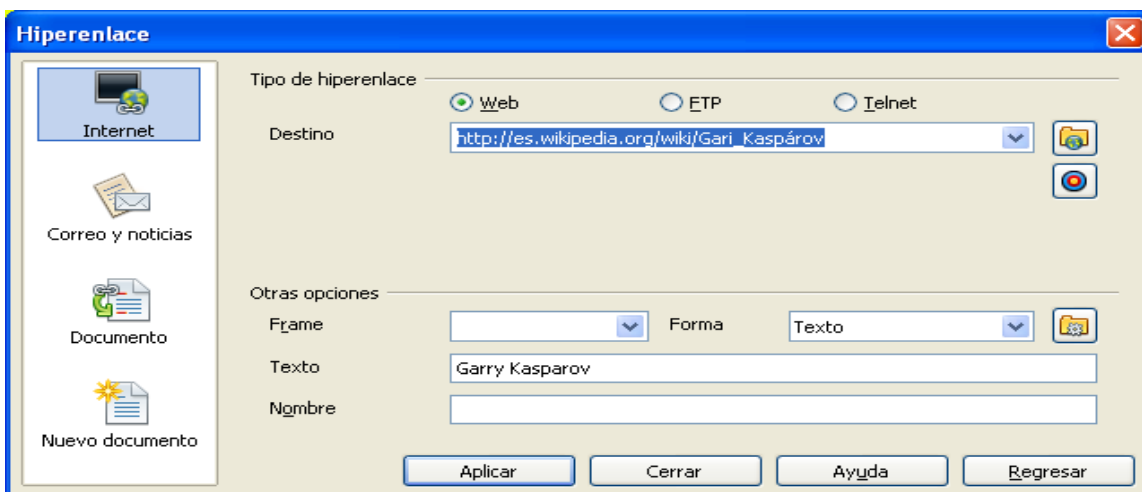 Hiperenlace
Internet
Correo y noticias
Documento
Nuevo documento
Tipo de hiperenlace
Web FTP Telnet
Destino http://es.wikipedia.org/wiki/Gari_Kaspárov
Otras opciones
Frame Forma Texto
Texto Garry Kasparov
Nombre
Aplicar Cerrar Ayuda Regresar